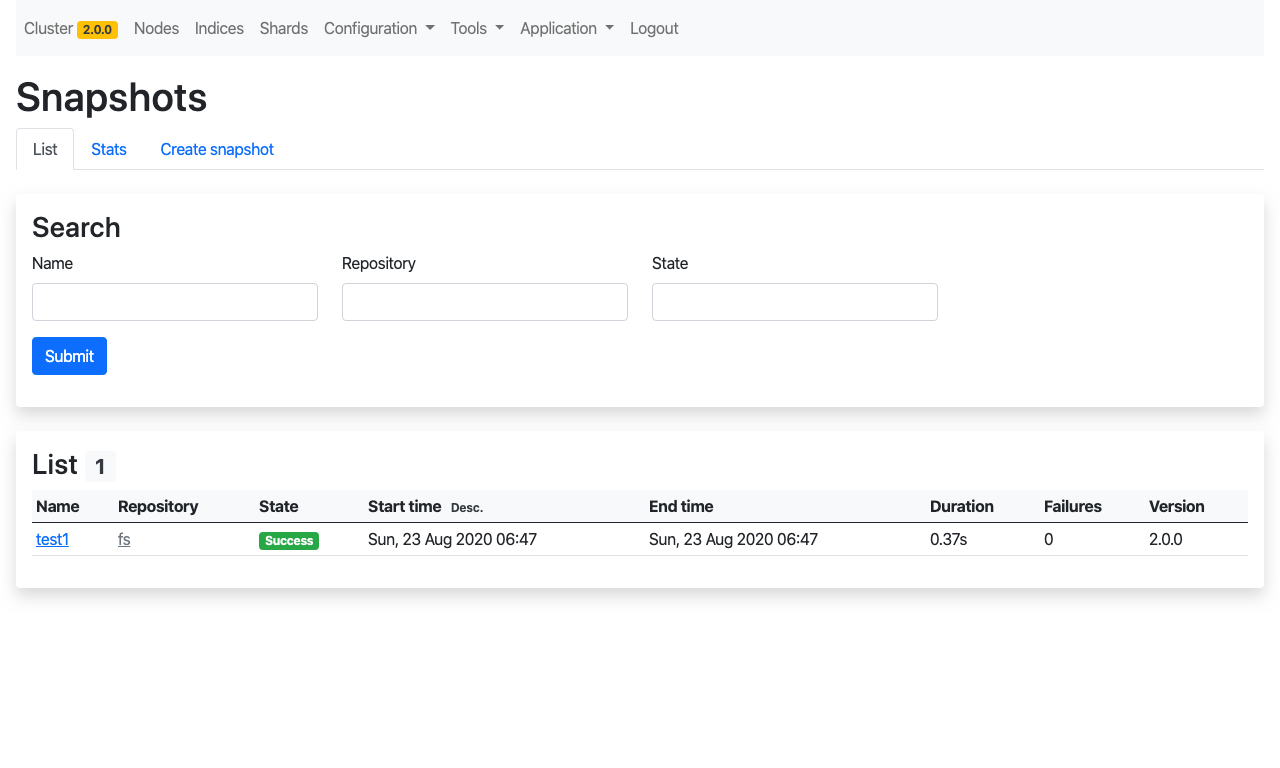 Cluster 2.0.0 Nodes Indices Shards Configuration Tools Application Logout
Snapshots
List Stats Create snapshot
Search
Name Repository State
Submit
List 1
Name Repository State Start time Desc. End time Duration Failures Version
test1 fs Success Sun, 23 Aug 2020 06:47 Sun, 23 Aug 2020 06:47 0.37s 0 2.0.0